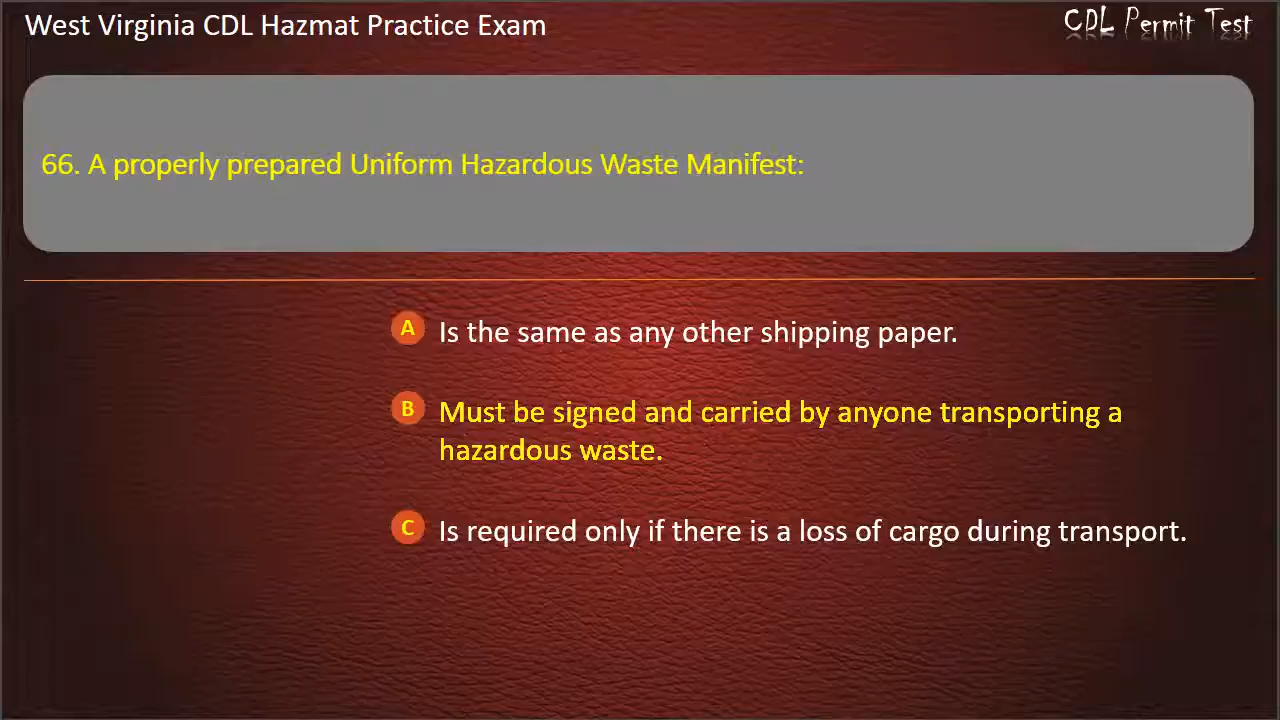 West Virginia CDL Hazmat Practice Exam
CDL Permit Test
66. A properly prepared Uniform Hazardous Waste Manifest:
A Is the same as any other shipping paper.
B Must be signed and carried by anyone transporting a
hazardous waste.
C Is required only if there is a loss of cargo during transport.